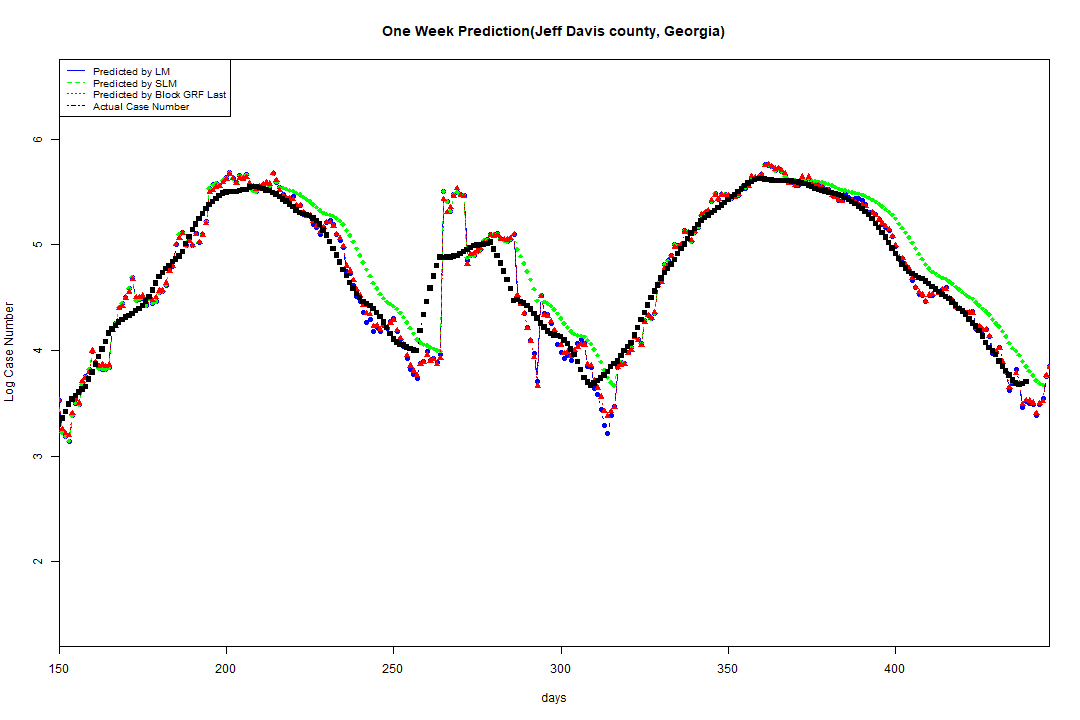 One Week Prediction(Jeff Davis county, Georgia)
Predicted by LM
Predicted by SLM
Predicted by Block GRF Last
Actual Case Number
6
5
4
3
2
Log Case Number
150 200 250 300 350 400
days